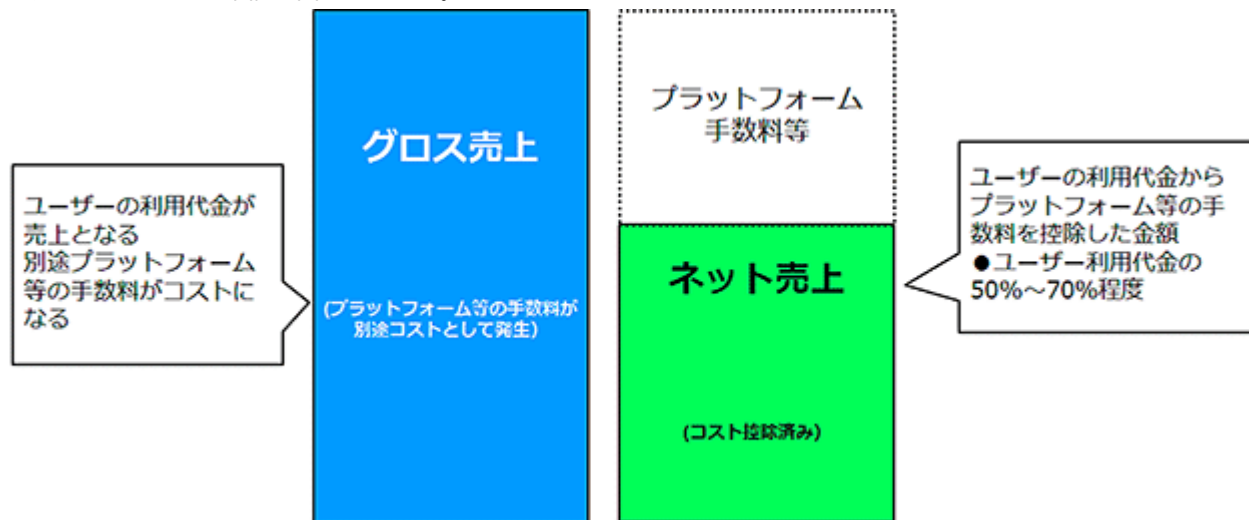 ユーザーの利用代金が
売上となる
別途プラットフォーム
等の手数料がコストに
なる
グロス売上
(プラットフォーム等の手数料が
別途コストとして発生)
プラットフォーム
手数料等
ネット売上
(コスト控除済み)
ユーザーの利用代金から
プラットフォーム等の手
数料を控除した金額
●ユーザー利用代金の
50%～70%程度